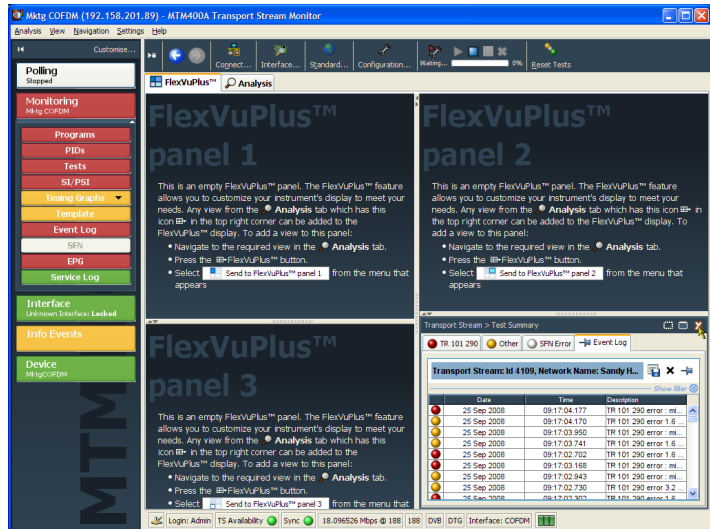 Mktg COFDM (192.158.201.89) - MTM400A Transport Stream Monitor
Analysis View Navigation Settings Help
Customise...
Polling
Stopped
Monitoring
Mktg COFDM
Programs
PIDs
Tests
SI/PSI
Timing Graphs
Template
Event Log
SFN
EPG
Service Log
Interface
Unknown Interface: Locked
Info Events
Device
MktgCOFDM
MTM
Connect... Interface... Standard... Configuration... Waiting... 0% Reset Tests
FlexVuPlus™ Analysis
FlexVuPlus™
panel 1
This is an empty FlexVuPlus™ panel. The FlexVuPlus™ feature
allows you to customize your instrument's display to meet your
needs. Any view from the Analysis tab which has this
icon in the top right corner can be added to the
FlexVuPlus™ display. To add a view to this panel:
• Navigate to the required view in the Analysis tab.
• Press the FlexVuPlus™ button.
• Select Send to FlexVuPlus™ panel 1 from the menu that
appears
FlexVuPlus™
panel 2
This is an empty FlexVuPlus™ panel. The FlexVuPlus™ feature
allows you to customize your instrument's display to meet your
needs. Any view from the Analysis tab which has this icon in
the top right corner can be added to the FlexVuPlus™ display. To
add a view to this panel:
• Navigate to the required view in the Analysis tab.
• Press the FlexVuPlus™ button.
• Select Send to FlexVuPlus™ panel 2 from the menu that
appears
FlexVuPlus™
panel 3
This is an empty FlexVuPlus™ panel. The FlexVuPlus™ feature
allows you to customize your instrument's display to meet your
needs. Any view from the Analysis tab which has this
icon in the top right corner can be added to the
FlexVuPlus™ display. To add a view to this panel:
• Navigate to the required view in the Analysis tab.
• Press the FlexVuPlus™ button.
• Select Send to FlexVuPlus™ panel 3 from the menu that
Transport Stream > Test Summary
TR 101 290 Other SFN Error Event Log
Transport Stream: Id 4109, Network Name: Sandy H...
Show filter
Date Time Description
25 Sep 2008 09:17:04.177 TR 101 290 error : mi...
25 Sep 2008 09:17:04.170 TR 101 290 error 1.6 ...
25 Sep 2008 09:17:03.950 TR 101 290 error : mi...
25 Sep 2008 09:17:03.741 TR 101 290 error 1.6 ...
25 Sep 2008 09:17:02.702 TR 101 290 error 1.6 ...
25 Sep 2008 09:17:03.168 TR 101 290 error : mi...
25 Sep 2008 09:17:02.943 TR 101 290 error : mi...
25 Sep 2008 09:17:02.730 TR 101 290 error 3.2 ...
25 Sep 2008 09:17:02.302 TR 101 290 error 1.6
Login: Admin TS Availability Sync 18.096526 Mbps @ 188 188 DVB DTG Interface: COFDM